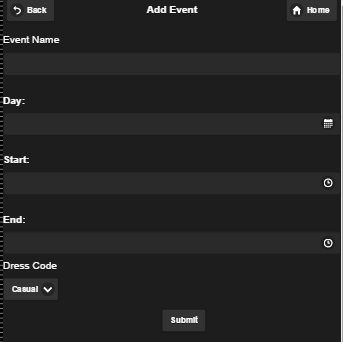 Back Add Event Home
Event Name
Day:
Start:
End:
Dress Code
Casual
Submit